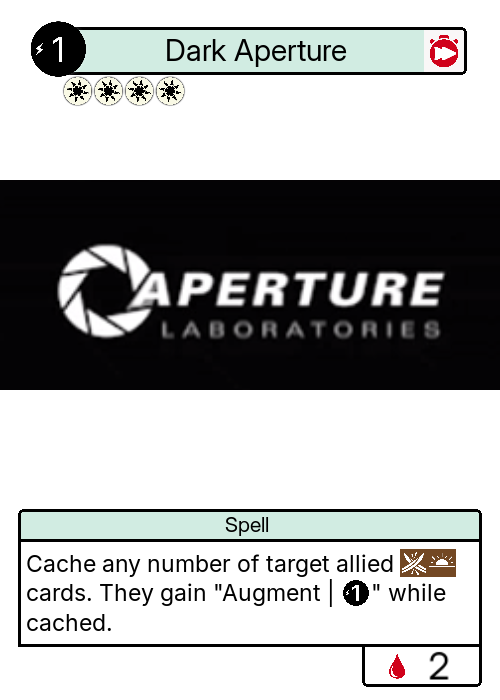 1 Dark Aperture
APERTURE
LABORATORIES
Spell
Cache any number of target allied
cards. They gain "Augment | 1" while
cached.
2